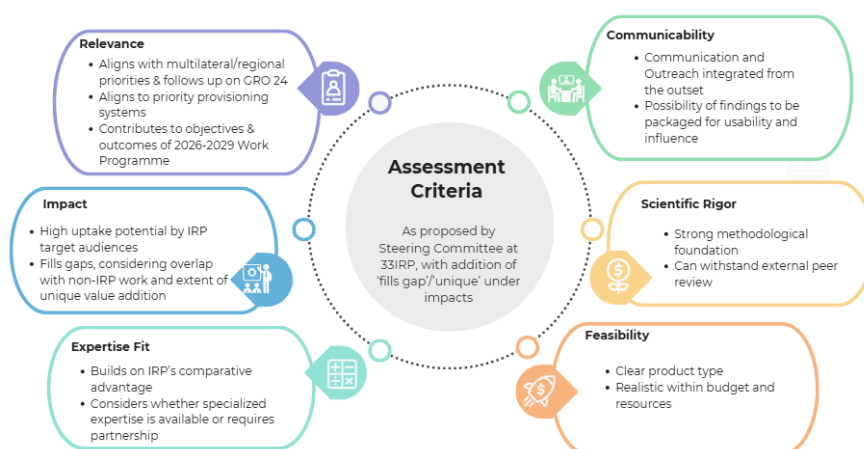 Relevance
• Aligns with multilateral/regional
priorities & follows up on GRO 24
• Aligns to priority provisioning
systems
• Contributes to objectives &
outcomes of 2026-2029 Work
Programme
Communicability
• Communication and
Outreach integrated from
the outset
• Possibility of findings to be
packaged for usability and
influence
Assessment
Criteria
As proposed by
Steering Committee at
33IRP, with addition of
‘fills gap’/‘unique’ under
impacts
Impact
• High uptake potential by IRP
target audiences
• Fills gaps, considering overlap
with non-IRP work and extent of
unique value addition
Scientific Rigor
• Strong methodological
foundation
• Can withstand external peer
review
Expertise Fit
• Builds on IRP’s comparative
advantage
• Considers whether specialized
expertise is available or requires
partnership
Feasibility
• Clear product type
• Realistic within budget and
resources